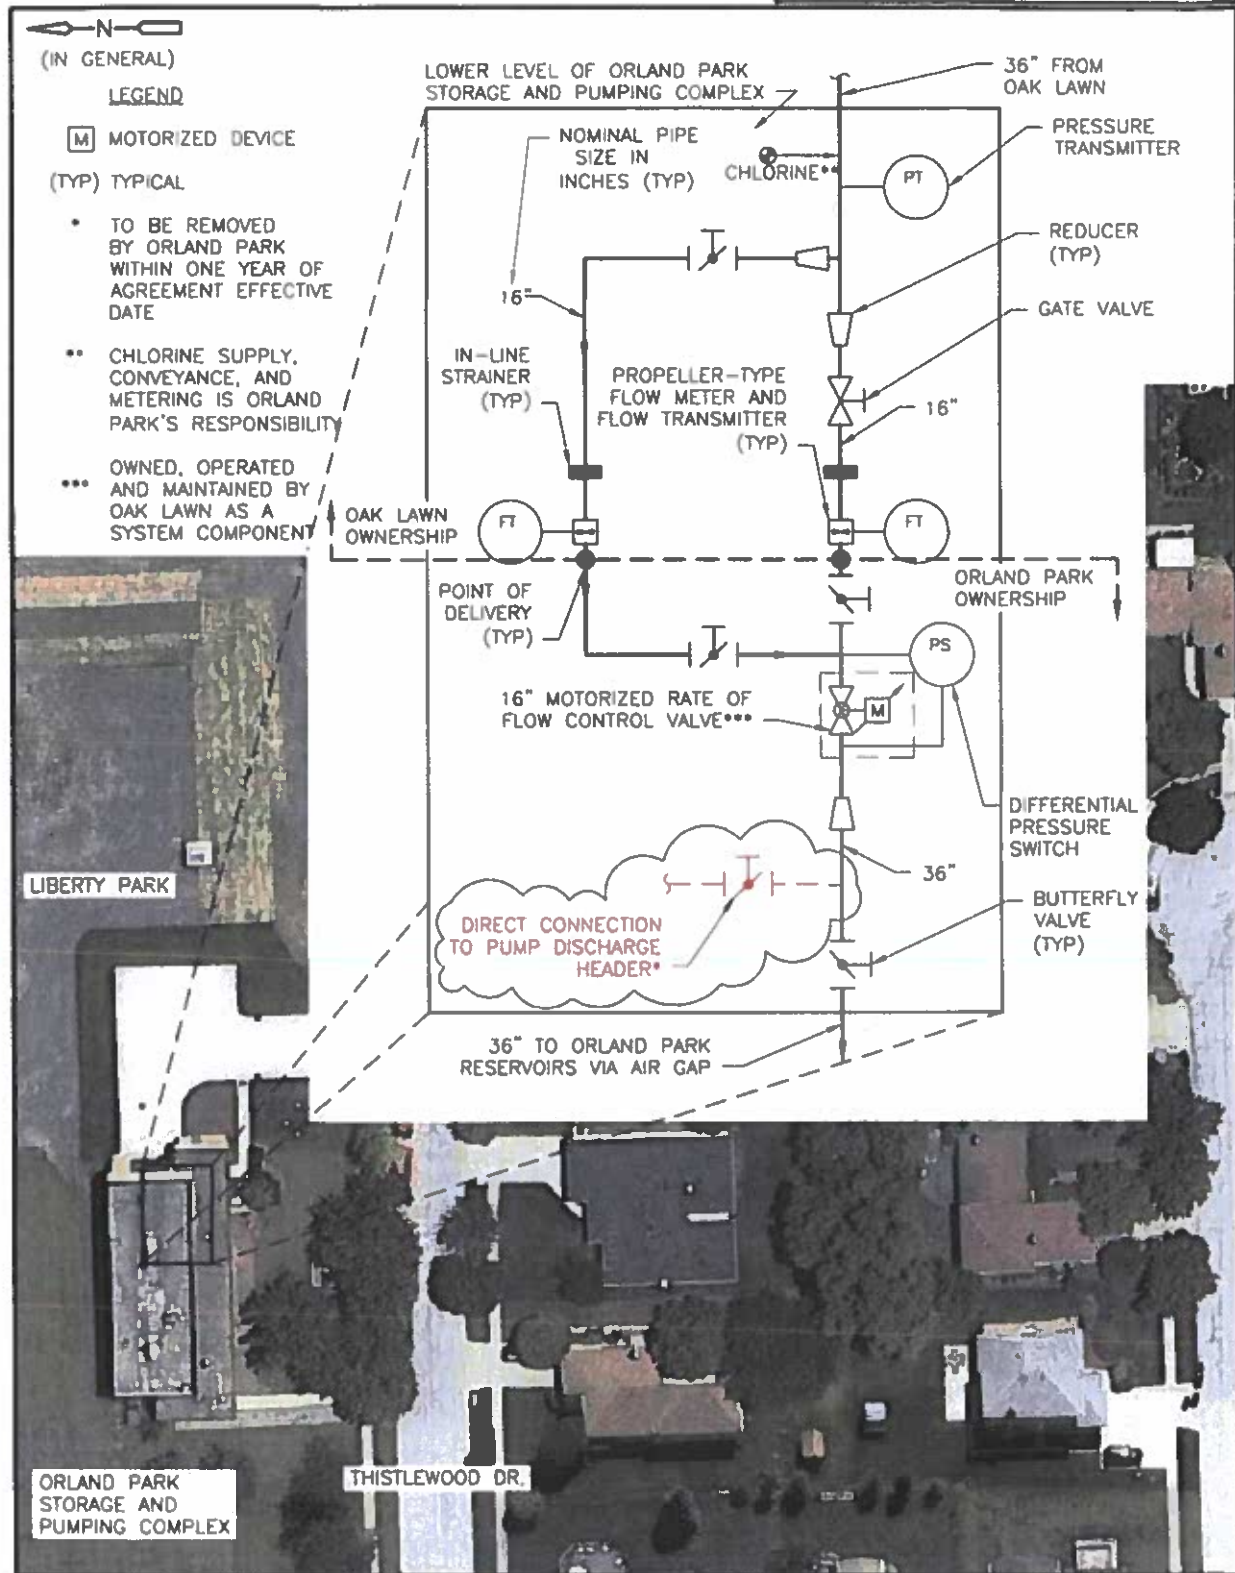 N
(IN GENERAL)
LEGEND
M MOTORIZED DEVICE
(TYP) TYPICAL
* TO BE REMOVED
BY ORLAND PARK
WITHIN ONE YEAR OF
AGREEMENT EFFECTIVE
DATE
** CHLORINE SUPPLY,
CONVEYANCE, AND
METERING IS ORLAND
PARK'S RESPONSIBILITY
*** OWNED, OPERATED
AND MAINTAINED BY
OAK LAWN AS A
SYSTEM COMPONENT
LOWER LEVEL OF ORLAND PARK
STORAGE AND PUMPING COMPLEX
36" FROM
OAK LAWN
NOMINAL PIPE
SIZE IN
INCHES (TYP)
CHLORINE**
PT
PRESSURE
TRANSMITTER
REDUCER
(TYP)
16"
GATE VALVE
IN-LINE
STRAINER
(TYP)
PROPELLER-TYPE
FLOW METER AND
FLOW TRANSMITTER
(TYP)
16"
OAK LAWN
OWNERSHIP
FT
FT
POINT OF
DELIVERY
(TYP)
ORLAND PARK
OWNERSHIP
PS
16" MOTORIZED RATE OF
FLOW CONTROL VALVE***
M
DIFFERENTIAL
PRESSURE
SWITCH
36"
DIRECT CONNECTION
TO PUMP DISCHARGE
HEADER*
BUTTERFLY
VALVE
(TYP)
36" TO ORLAND PARK
RESERVOIRS VIA AIR GAP
LIBERTY PARK
ORLAND PARK
STORAGE AND
PUMPING COMPLEX
THISTLEWOOD DR.